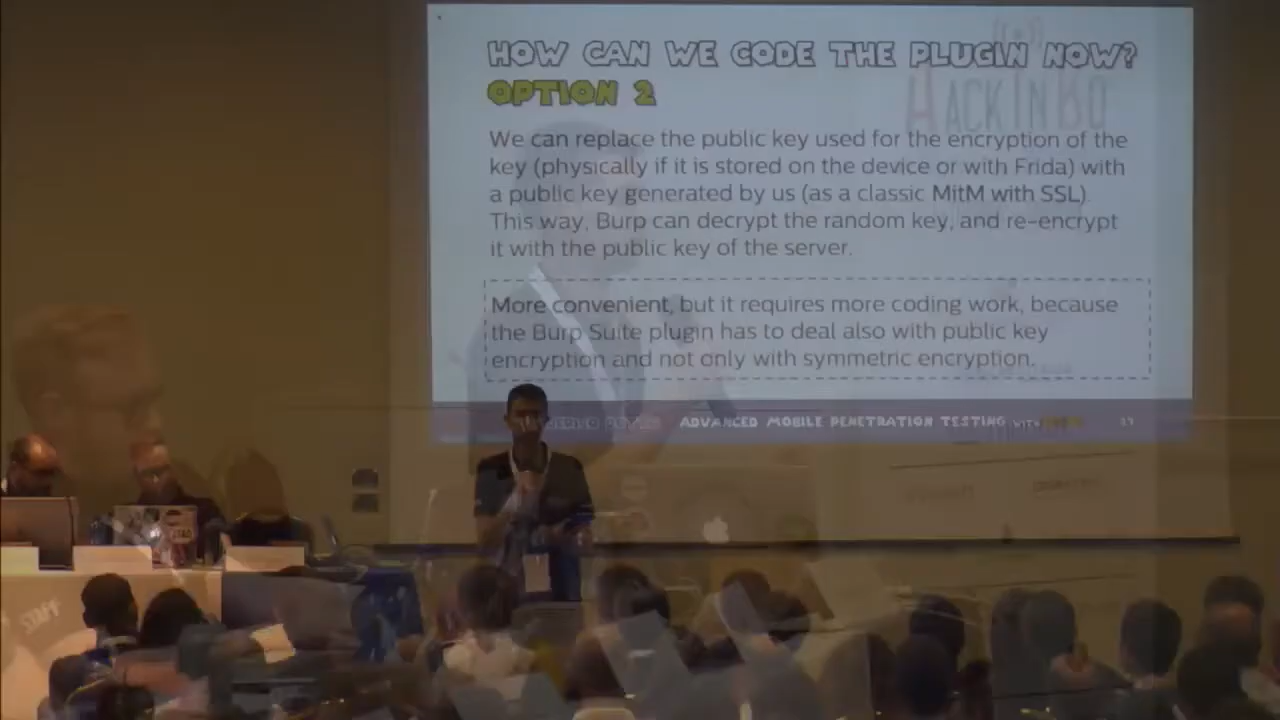 HOW CAN WE CODE THE PLUGIN NOW?
OPTION 2
HACKINBO
We can replace the public key used for the encryption of the
key (physically if it is stored on the device or with Frida) with
a public key generated by us (as a classic MitM with SSL).
This way, Burp can decrypt the random key, and re-encrypt
it with the public key of the server.
More convenient, but it requires more coding work, because
the Burp Suite plugin has to deal also with public key
encryption and not only with symmetric encryption.
ADVANCED MOBILE PENETRATION TESTING WITH
STAFF